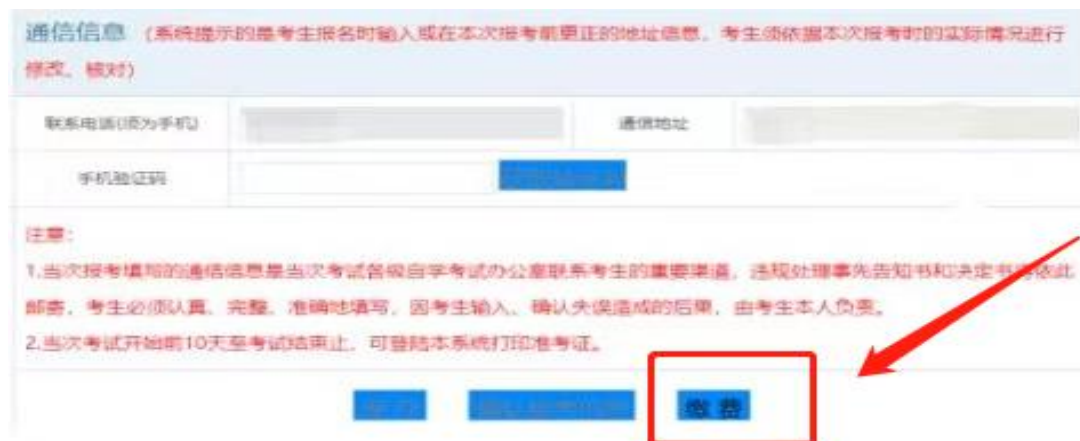 通信信息 (系统提示的是考生报名时输入或在本次报考前更正的地址信息，考生须依据本次报考时的实际情况进行
修改、核对)
联系电话(须为手机)
通信地址
手机验证码
注意：
1.当次报考填写的通信信息是当次考试各级自学考试办公室联系考生的重要渠道，违规处理事先告知书和决定书将依此
邮寄，考生必须认真、完整、准确地填写，因考生输入、确认失误造成的后果，由考生本人负责。
2.当次考试开始前10天至考试结束止，可登陆本系统打印准考证。
缴 费